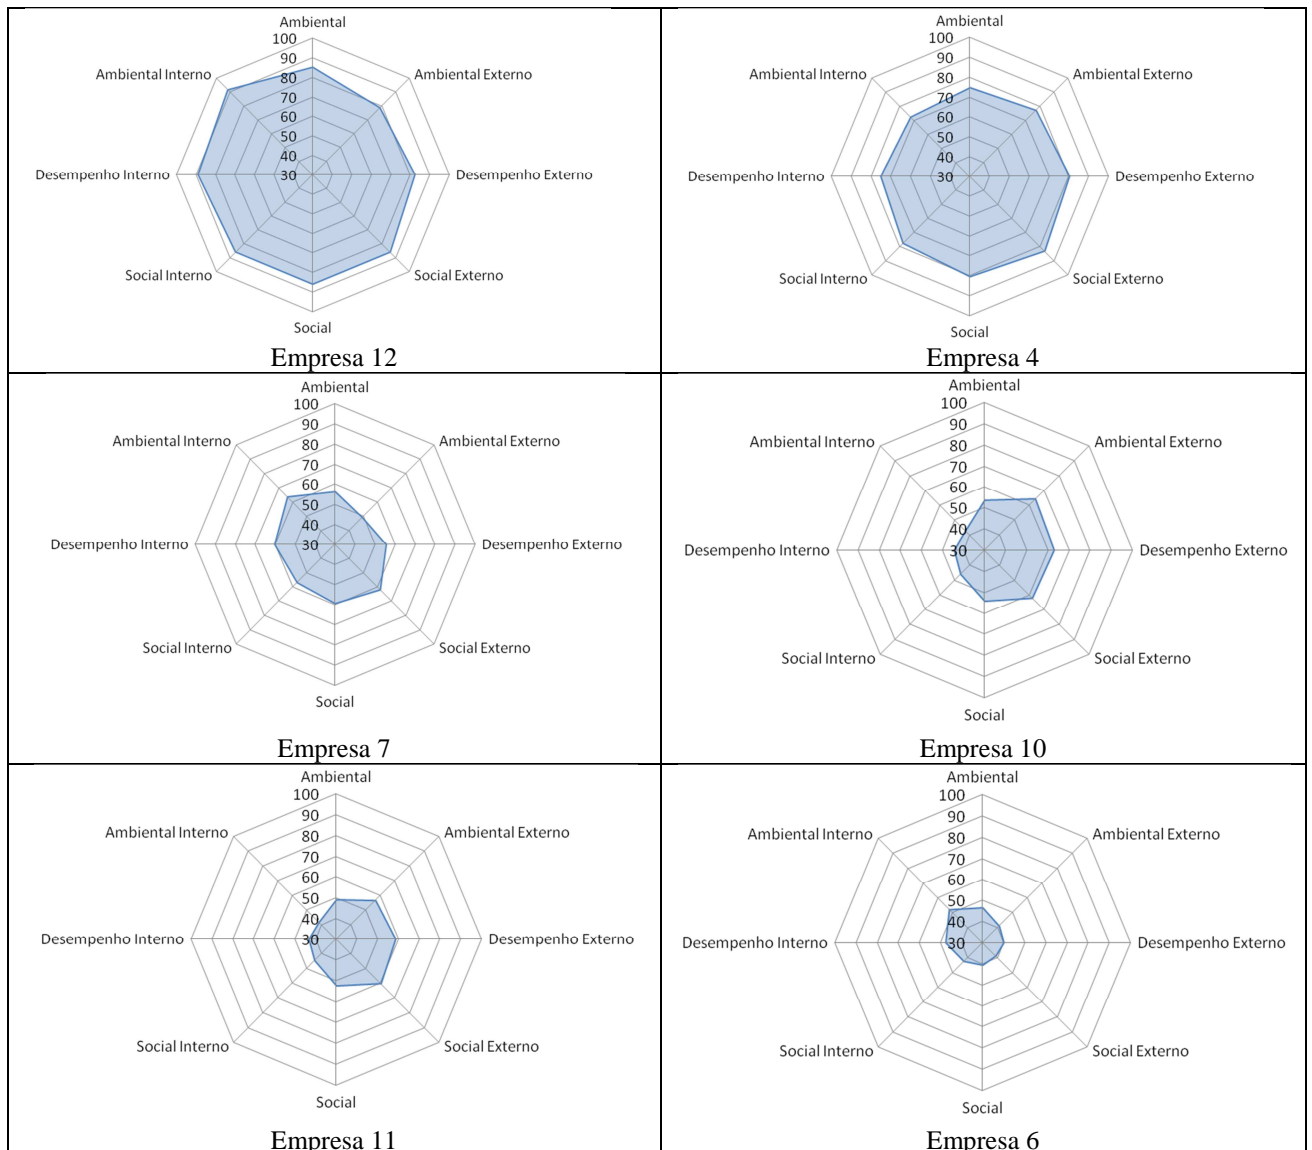 Ambiental
100
90
80
70
60
50
40
30
Ambiental Interno
Ambiental Externo
Desempenho Interno
Desempenho Externo
Social Interno
Social Externo
Social
Empresa 12
Ambiental
100
90
80
70
60
50
40
30
Ambiental Interno
Ambiental Externo
Desempenho Interno
Desempenho Externo
Social Interno
Social Externo
Social
Empresa 4
Ambiental
100
90
80
70
60
50
40
30
Ambiental Interno
Ambiental Externo
Desempenho Interno
Desempenho Externo
Social Interno
Social Externo
Social
Empresa 7
Ambiental
100
90
80
70
60
50
40
30
Ambiental Interno
Ambiental Externo
Desempenho Interno
Desempenho Externo
Social Interno
Social Externo
Social
Empresa 10
Ambiental
100
90
80
70
60
50
40
30
Ambiental Interno
Ambiental Externo
Desempenho Interno
Desempenho Externo
Social Interno
Social Externo
Social
Empresa 11
Ambiental
100
90
80
70
60
50
40
30
Ambiental Interno
Ambiental Externo
Desempenho Interno
Desempenho Externo
Social Interno
Social Externo
Social
Empresa 6